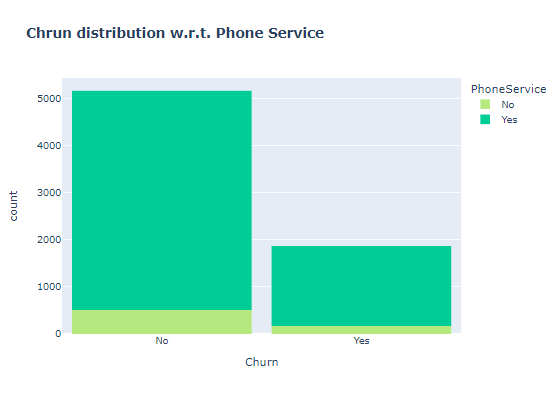 Chrun distribution w.r.t. Phone Service
PhoneService
No
Yes
5000
4000
3000
2000
1000
0
count
No
Yes
Churn